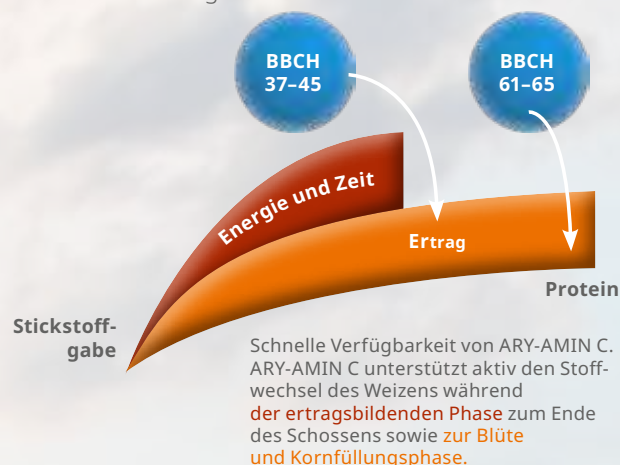 BBCH
37–45
BBCH
61–65
Energie und Zeit
Ertrag
Protein
Stickstoff-
gabe
Schnelle Verfügbarkeit von ARY-AMIN C.
ARY-AMIN C unterstützt aktiv den Stoff-
wechsel des Weizens während
der ertragsbildenden Phase zum Ende
des Schossens sowie zur Blüte
und Kornfüllungsphase.